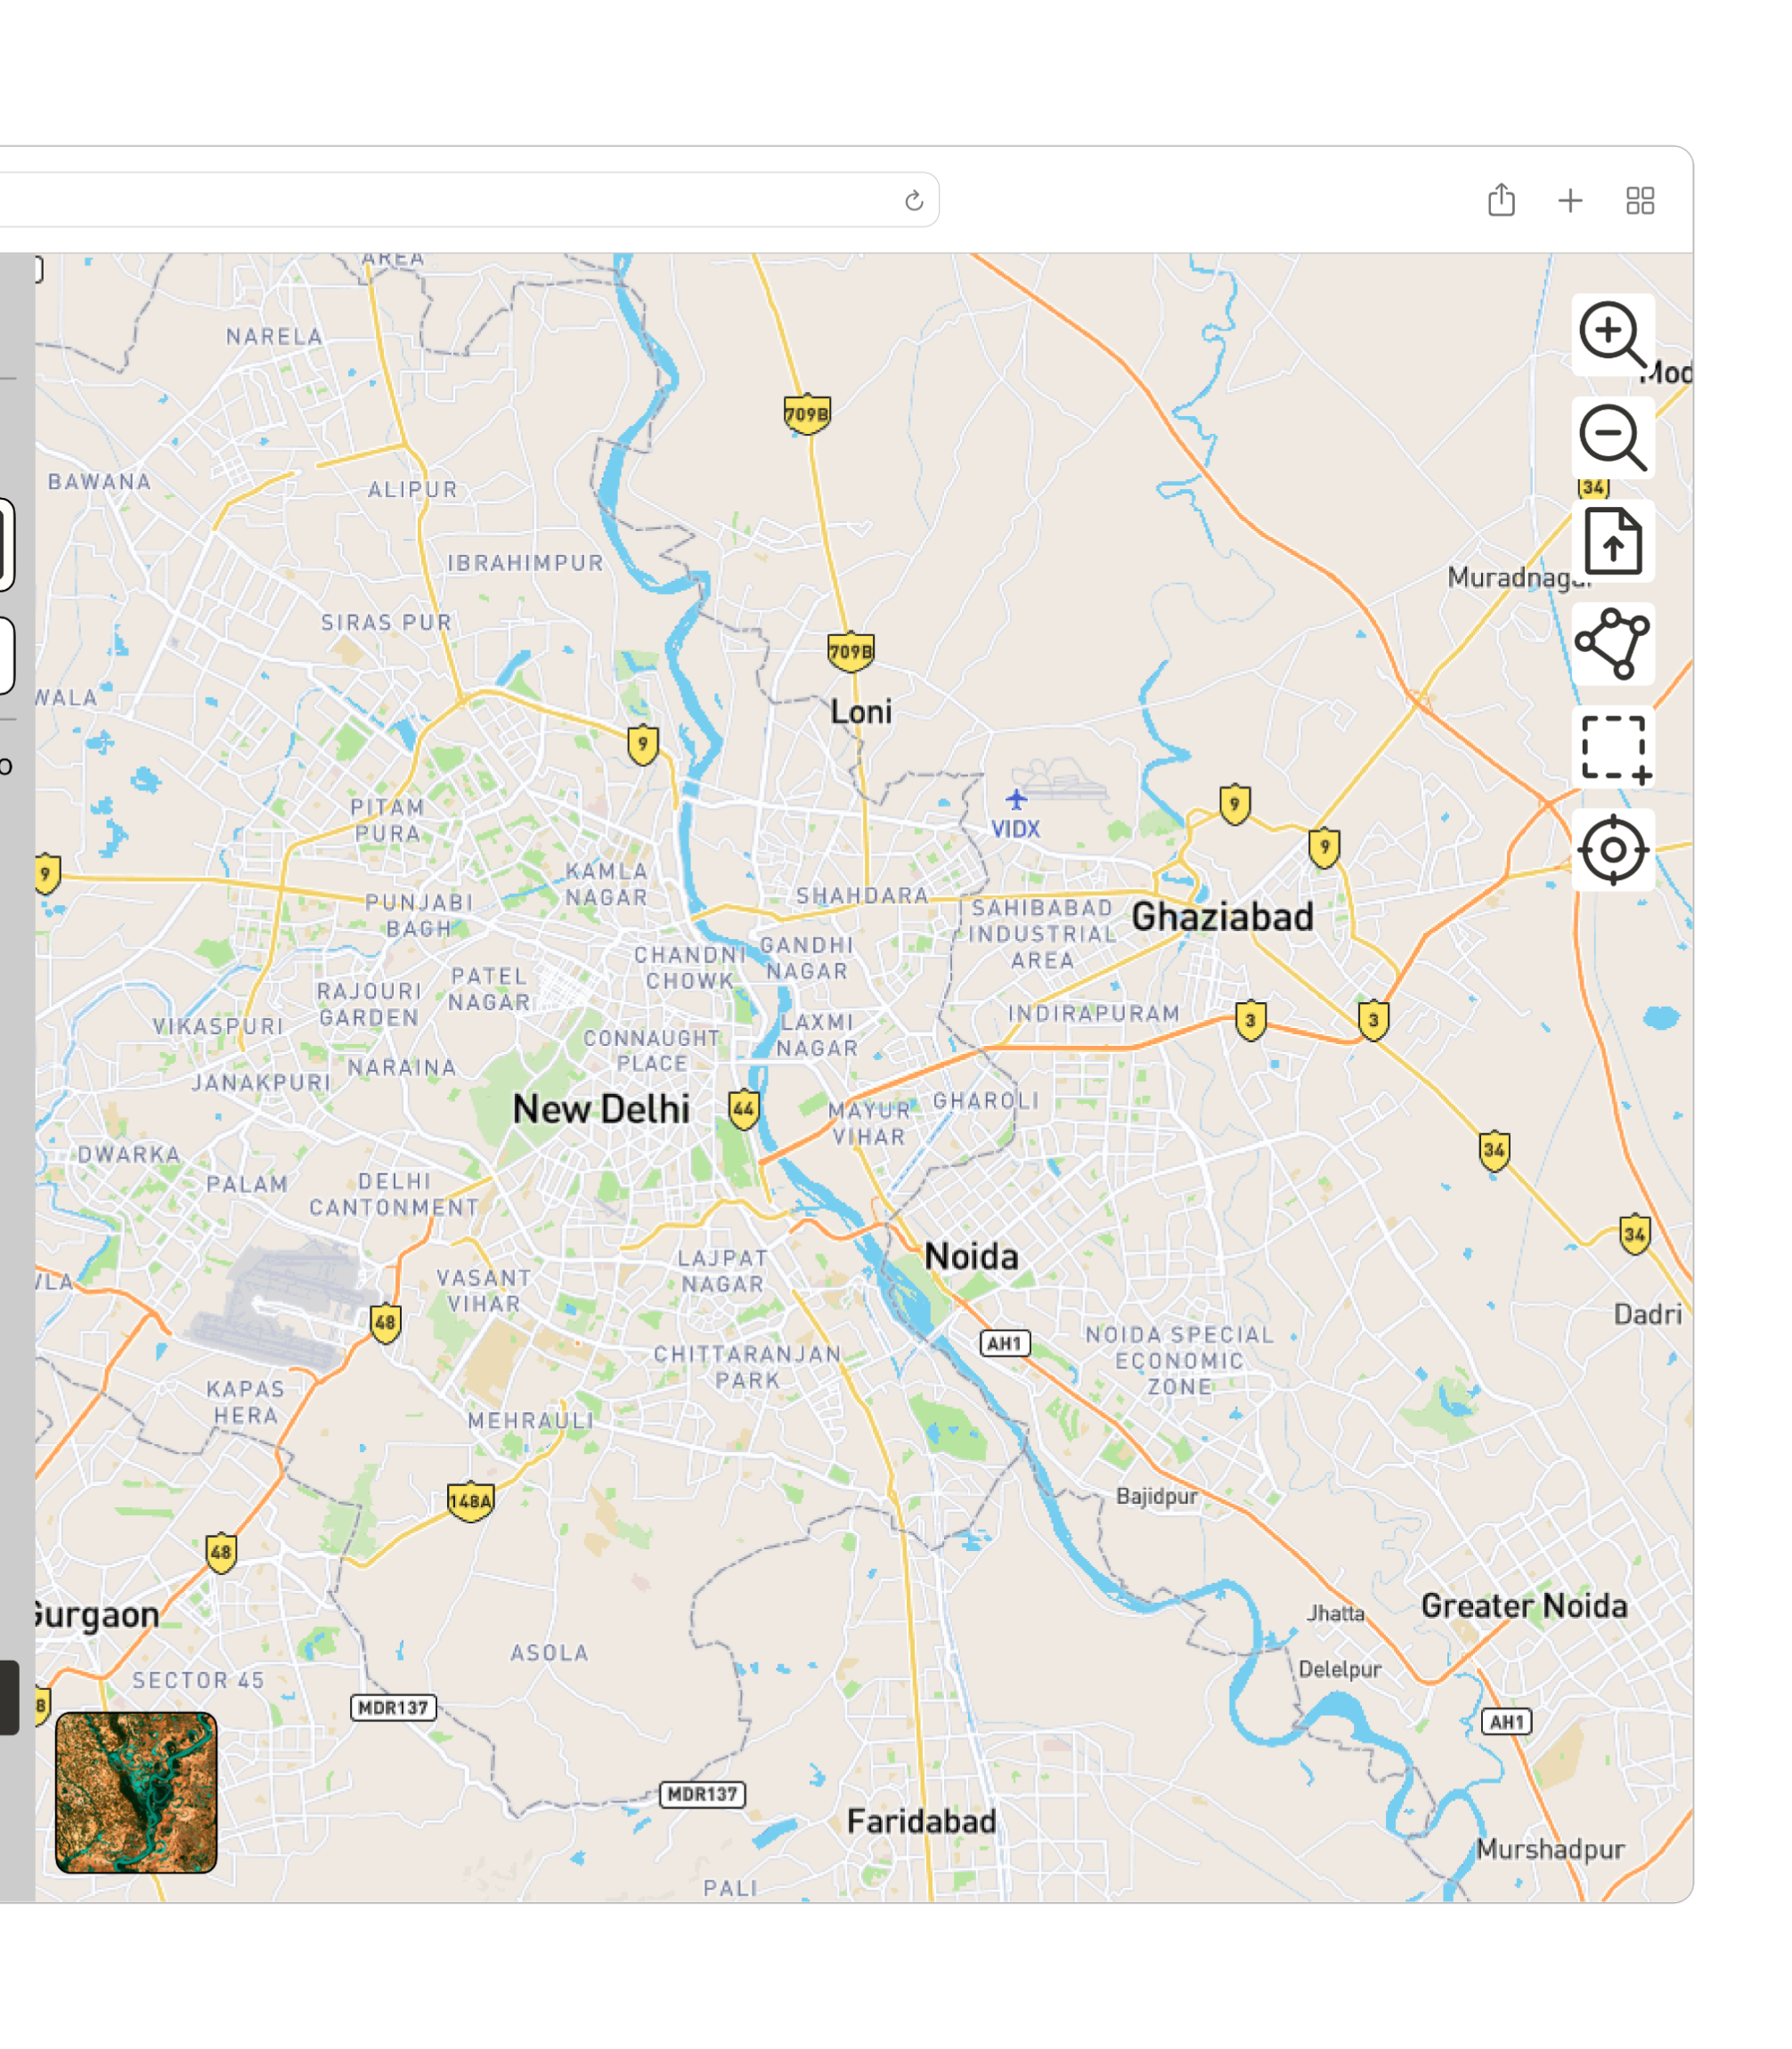 AREA
NARELA
Mod
709B
BAWANA
ALIPUR
34
IBRAHIMPUR
Muradnagar
SIRAS PUR
709B
WALA
Loni
9
o
PITAM
PURA
VIDX
9
9
9
KAMLA
NAGAR
PUNJABI
BAGH
SHAHDARA
SAHIBABAD
INDUSTRIAL
AREA
Ghaziabad
CHANDNI
CHOWK
GANDHI
NAGAR
PATEL
NAGAR
RAJOURI
GARDEN
VIKASPURI
INDIRAPURAM
3
3
LAXMI
NAGAR
CONNAUGHT
PLACE
NARAINA
JANAKPURI
New Delhi
44
MAYUR
VIHAR
GHAROLI
DWARKA
34
PALAM
DELHI
CANTONMENT
34
Noida
LAJPAT
NAGAR
WLA
VASANT
VIHAR
48
Dadri
AH1
NOIDA SPECIAL
ECONOMIC
ZONE
CHITTARANJAN
PARK
KAPAS
HERA
MEHRAULI
148A
Bajidpur
48
Gurgaon
Jhatta
Greater Noida
ASOLA
Delelpur
SECTOR 45
8
MDR137
AH1
MDR137
Faridabad
Murshadpur
PALI